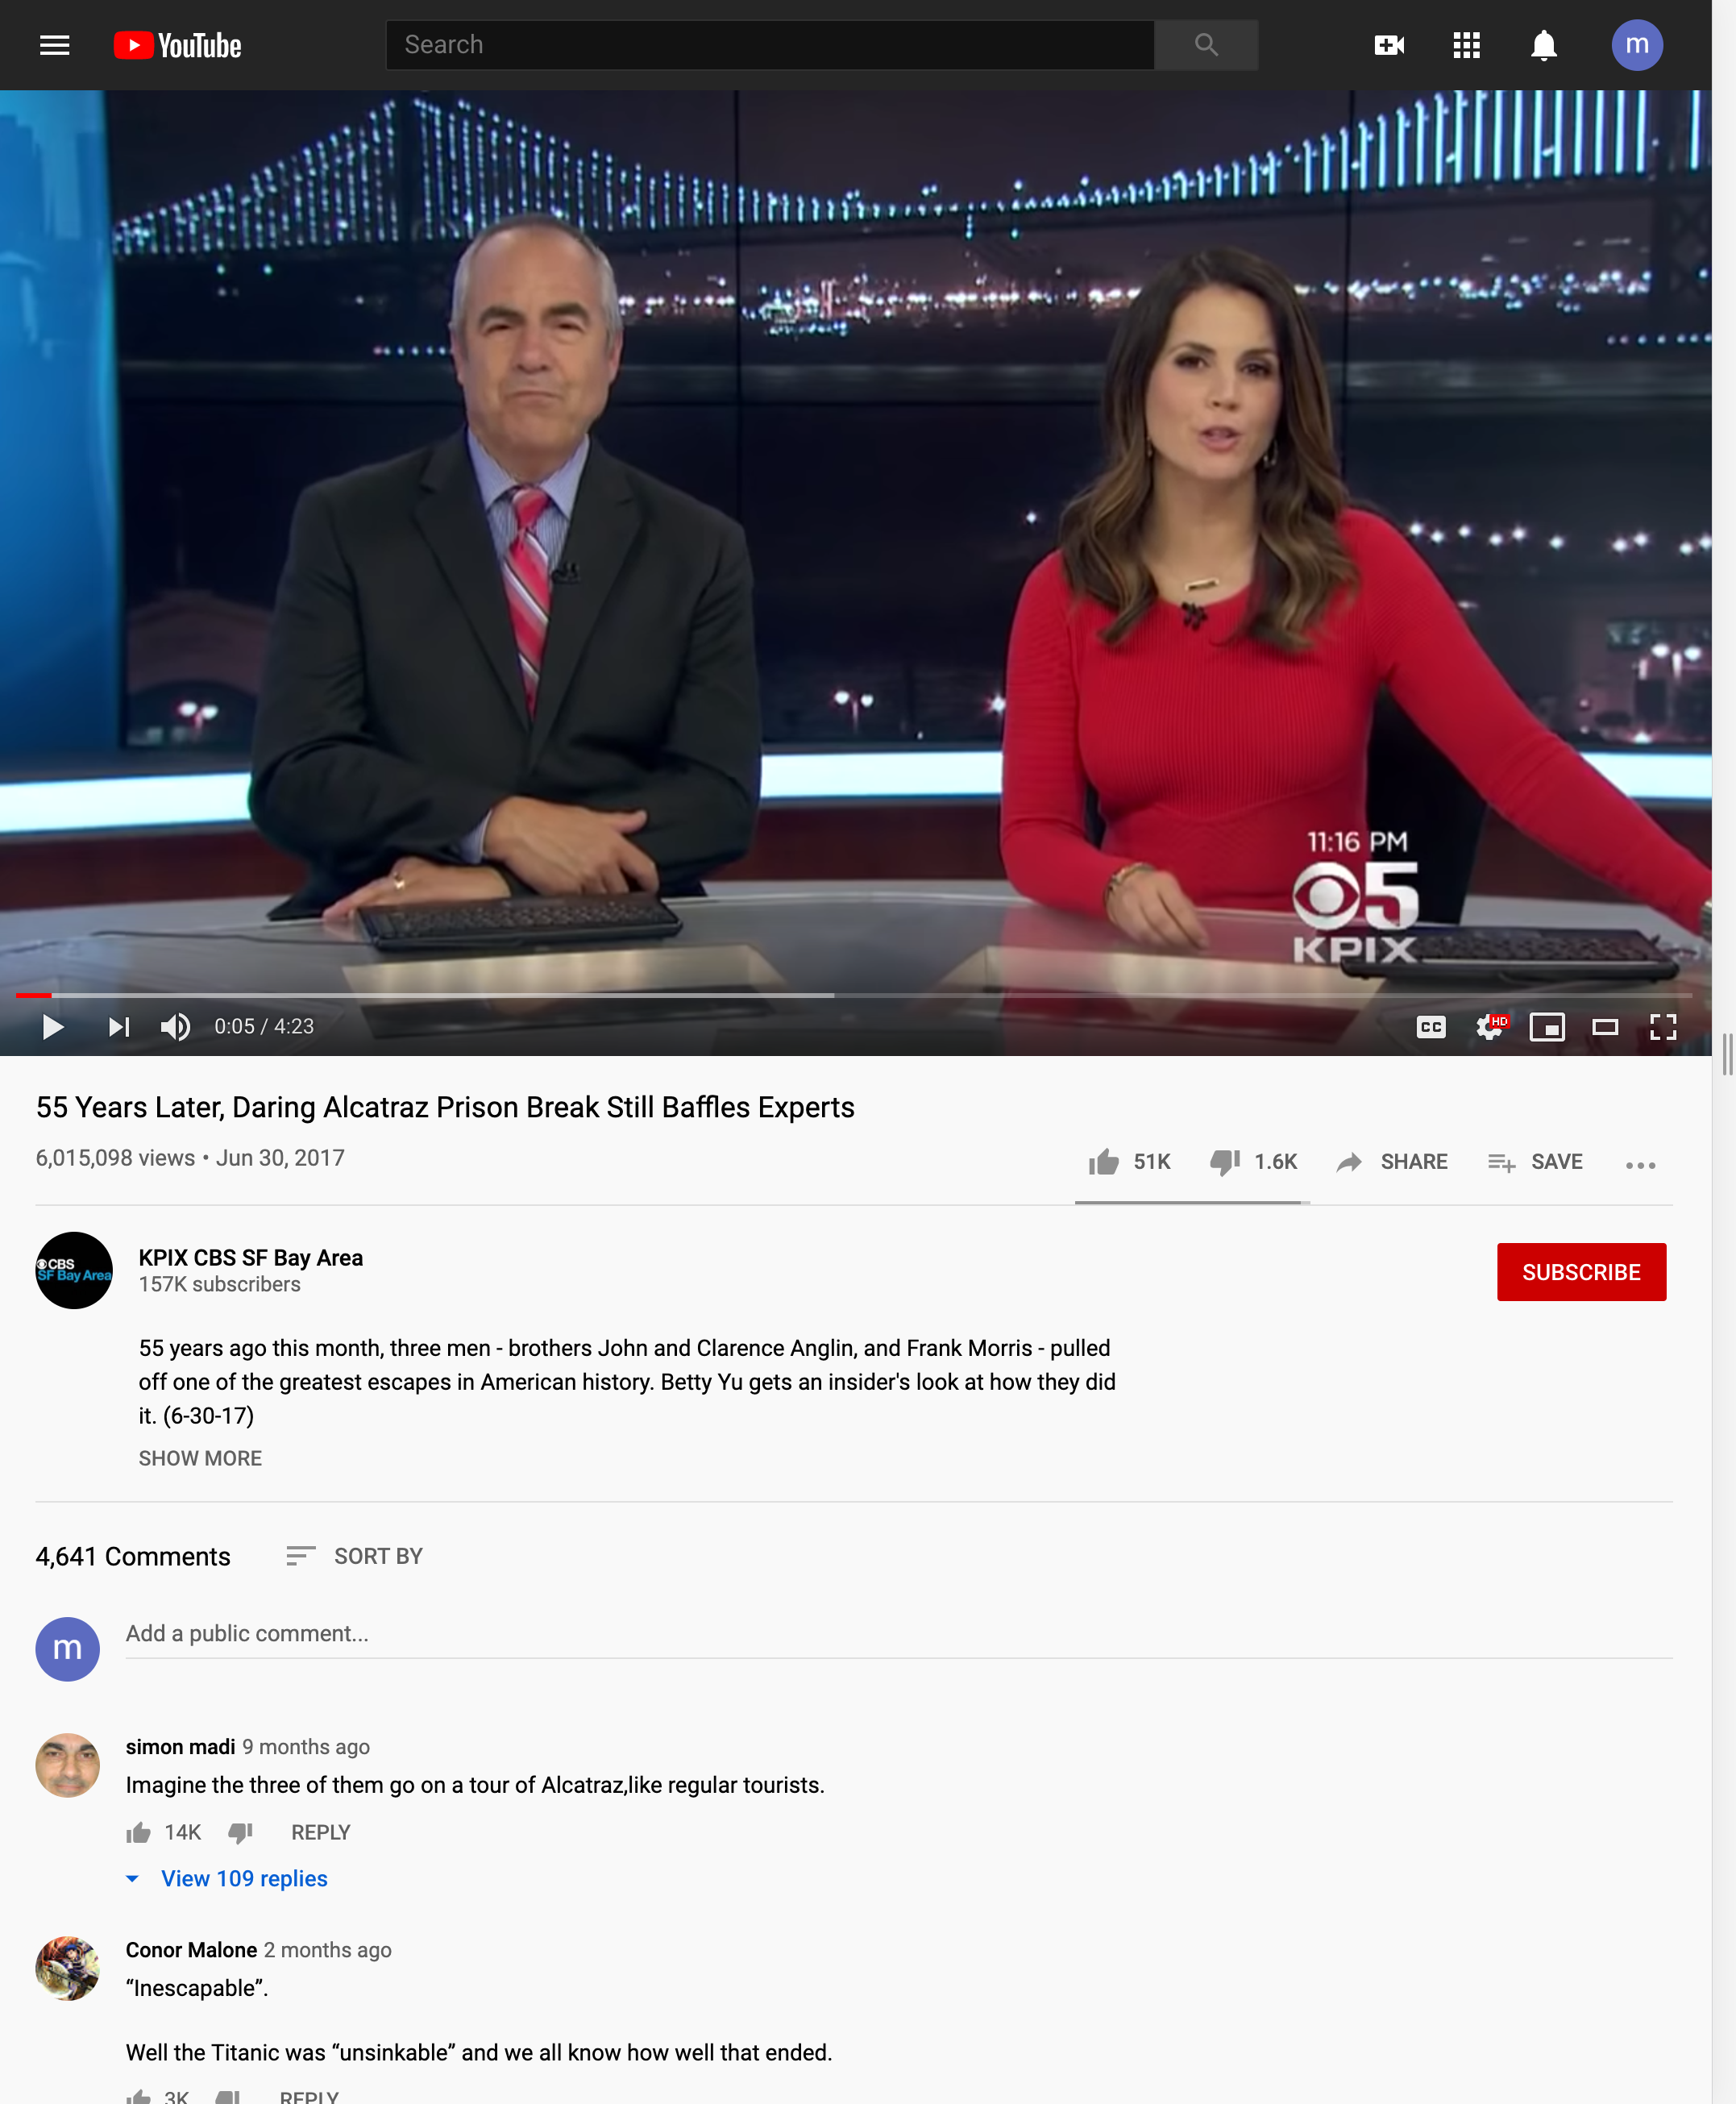 YouTube
Search
m
11:16 PM
5
KPIX
0:05 / 4:23
CC
HD
55 Years Later, Daring Alcatraz Prison Break Still Baffles Experts
6,015,098 views • Jun 30, 2017
51K
1.6K
SHARE
SAVE
CBS
SF Bay Area
KPIX CBS SF Bay Area
157K subscribers
SUBSCRIBE
55 years ago this month, three men - brothers John and Clarence Anglin, and Frank Morris - pulled
off one of the greatest escapes in American history. Betty Yu gets an insider's look at how they did
it. (6-30-17)
SHOW MORE
4,641 Comments
SORT BY
m
Add a public comment...
simon madi 9 months ago
Imagine the three of them go on a tour of Alcatraz,like regular tourists.
14K
REPLY
View 109 replies
Conor Malone 2 months ago
“Inescapable”.
Well the Titanic was “unsinkable” and we all know how well that ended.
3K
REPLY